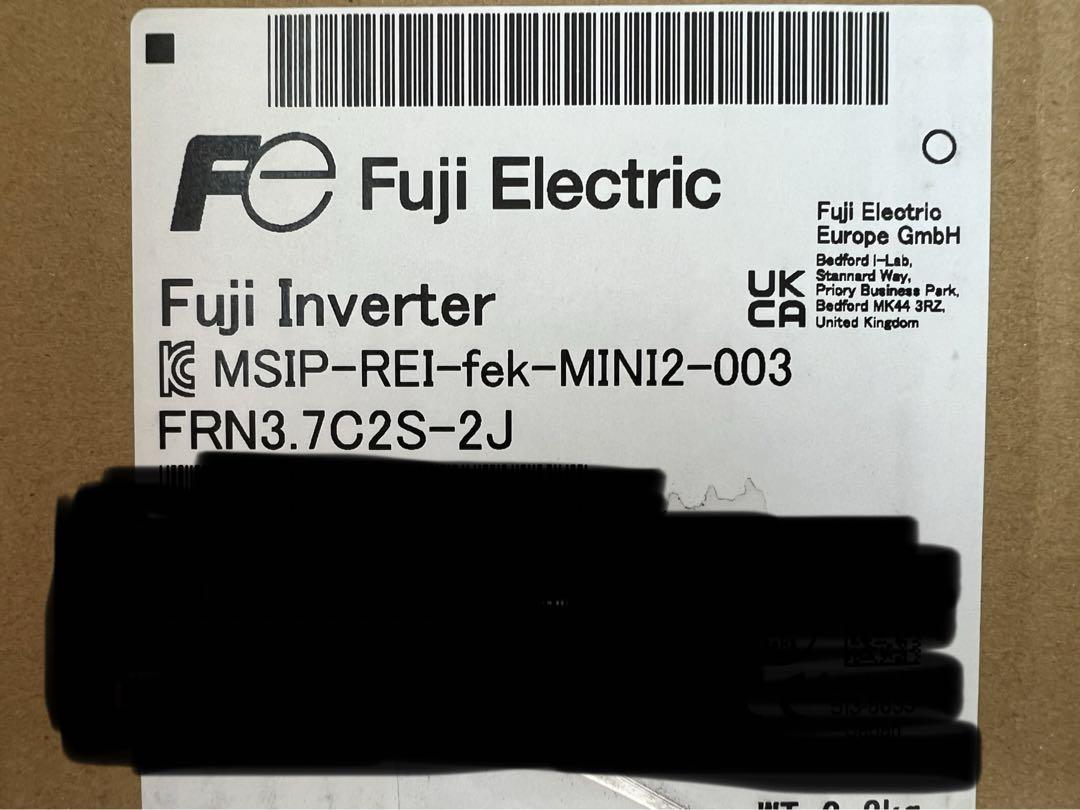 Fe Fuji Electric
Fuji Electric
Europe GmbH
Bedford i-Lab,
Stannard Way,
Priory Business Park,
Bedford MK44 3RZ,
United Kingdom
UK
CA
Fuji Inverter
MSIP-REI-fek-MINI2-003
FRN3.7C2S-2J